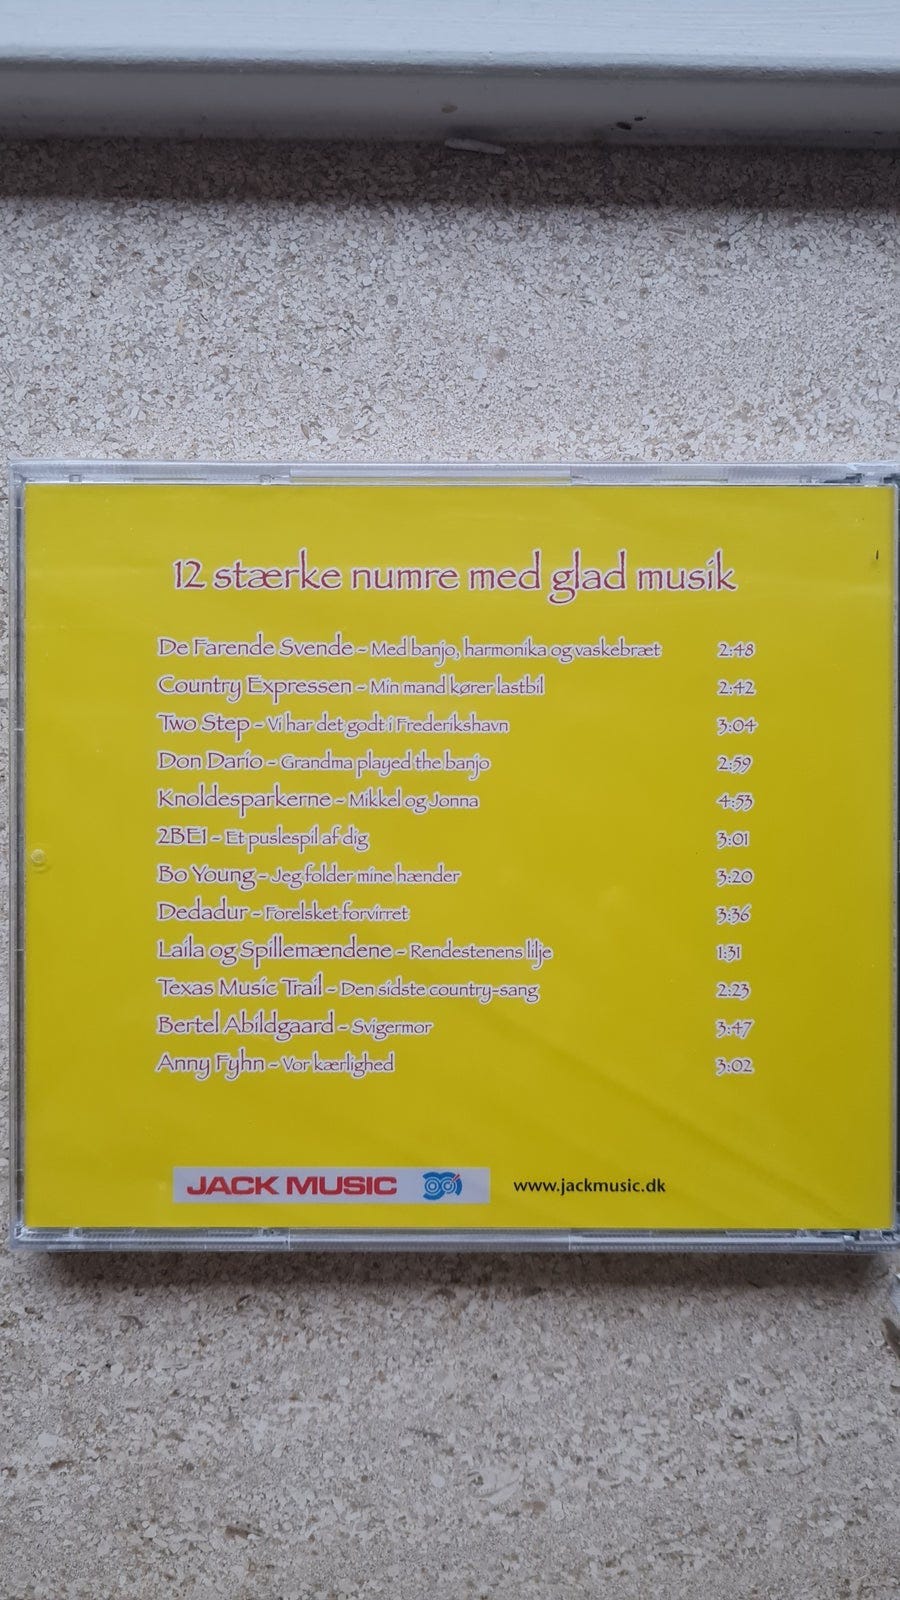 12 stærke numre med glad musik
De Farende Svende - Med banjo, harmonika og vaskebræt 2:48
Country Expressen - Min mand kører lastbil 2:42
Two Step - Vi har det godt i Frederikshavn 3:04
Don Dario - Grandma played the banjo 2:59
Knoldesparkerne - Mikkel og Jonna 4:53
2BE1 - Et puslespil af dig 3:01
Bo Young - Jeg folder mine hænder 3:20
Dedadur - Forelsket forvirret 3:36
Laila og Spillemændene - Rendestenens lilje 1:31
Texas Music Trail - Den sidste country-sang 2:23
Bertel Abildgaard - Svigermor 3:47
Anny Fyhn - Vor kærlighed 3:02
JACK MUSIC www.jackmusic.dk